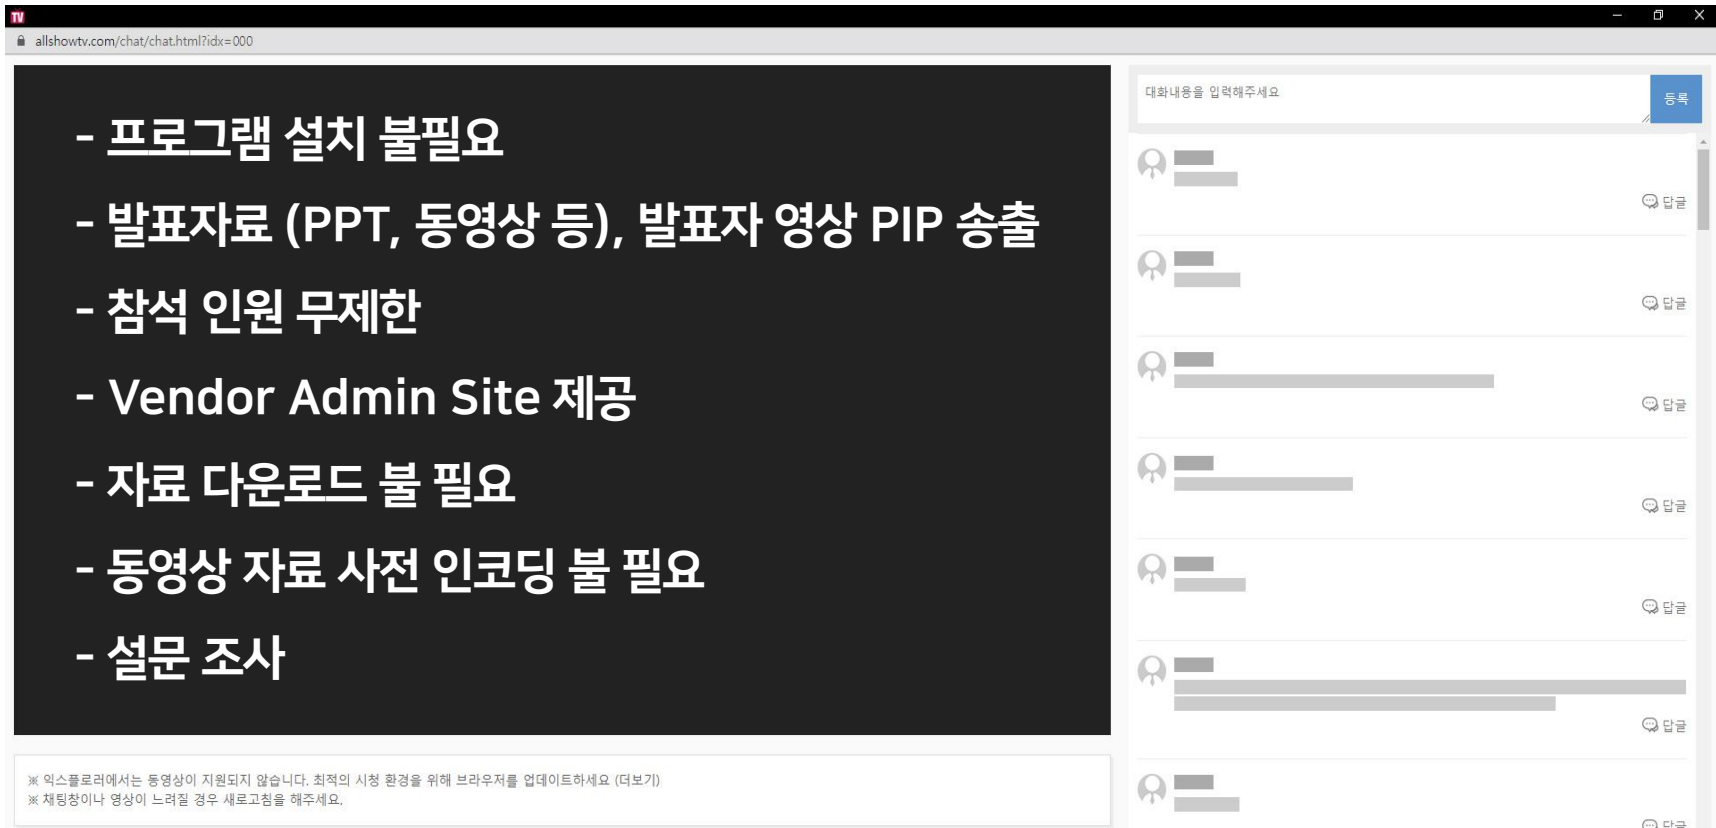 TV
allshowtv.com/chat/chat.html?idx=000
- 프로그램 설치 불필요
- 발표자료 (PPT, 동영상 등), 발표자 영상 PIP 송출
- 참석 인원 무제한
- Vendor Admin Site 제공
- 자료 다운로드 불 필요
- 동영상 자료 사전 인코딩 불 필요
- 설문 조사
※ 익스플로러에서는 동영상이 지원되지 않습니다. 최적의 시청 환경을 위해 브라우저를 업데이트하세요 (더보기)
※ 채팅창이나 영상이 느려질 경우 새로고침을 해주세요.
대화내용을 입력해주세요
등록
답글
답글
답글
답글
답글
답글
답글